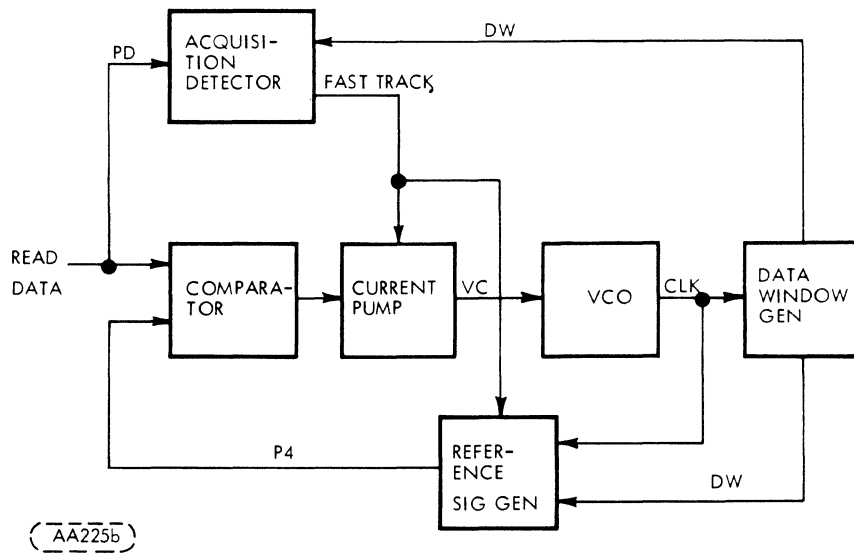 DW
PD
ACQUISI-
TION
DETECTOR
FAST TRACK
READ
DATA
COMPARA-
TOR
CURRENT
PUMP
VC
VCO
CLK
DATA
WINDOW
GEN
P4
REFER-
ENCE
SIG GEN
DW
AA225b